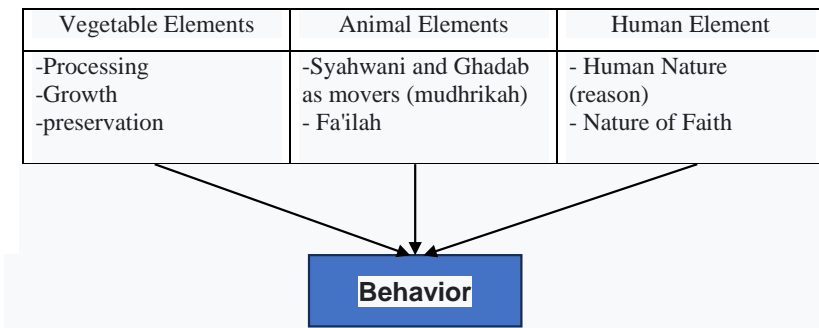 Vegetable Elements
Animal Elements
Human Element
-Processing
-Growth
-preservation
-Syahwani and Ghadab
as movers (mudhrikah)
- Fa'ilah
- Human Nature
(reason)
- Nature of Faith
Behavior